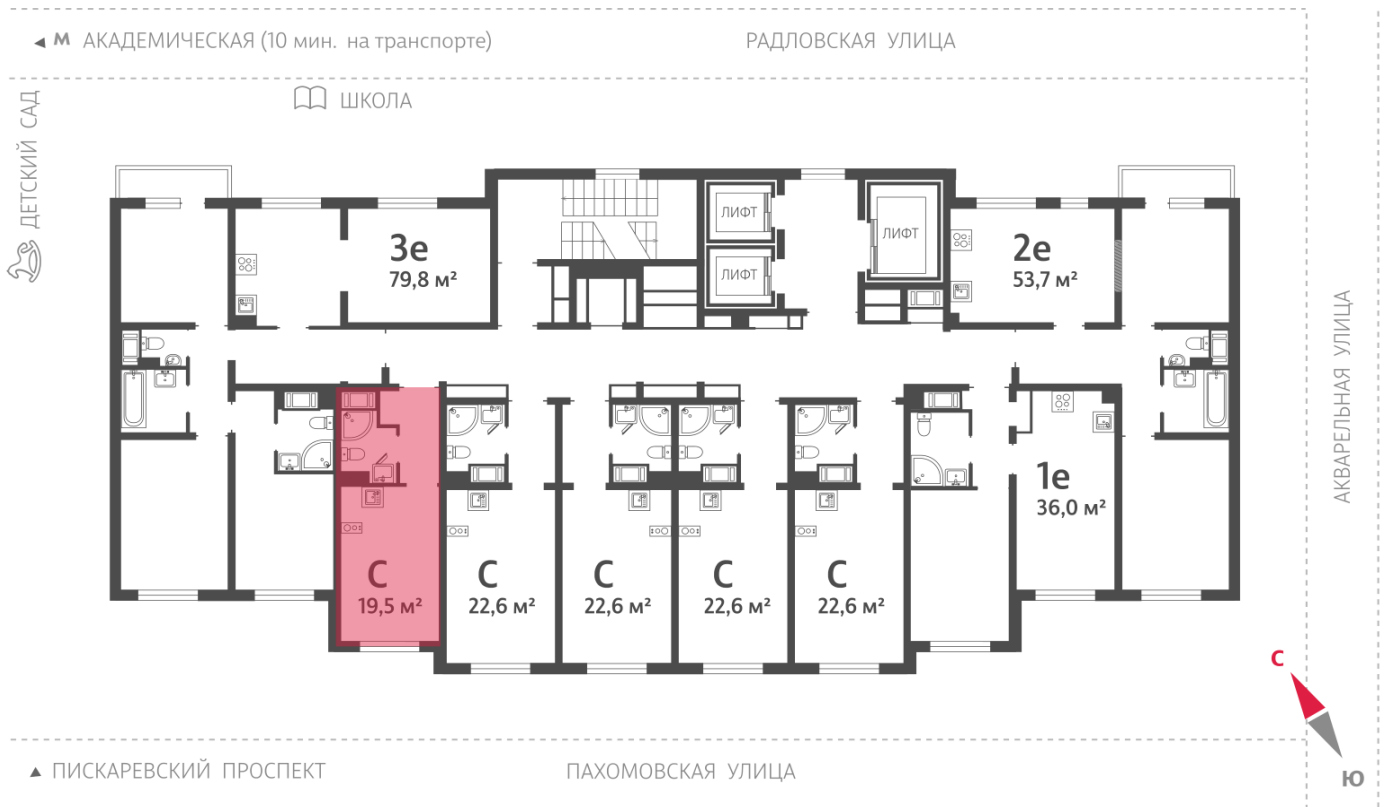 М АКАДЕМИЧЕСКАЯ (10 мин. на транспорте)
РАДЛОВСКАЯ УЛИЦА
ШКОЛА
ДЕТСКИЙ САД
ЛИФТ
ЛИФТ
ЛИФТ
3е
79,8 м²
2е
53,7 м²
1е
36,0 м²
С
19,5 м²
С
22,6 м²
С
22,6 м²
С
22,6 м²
С
22,6 м²
АКВАРЕЛЬНАЯ УЛИЦА
С
Ю
ПИСКАРЕВСКИЙ ПРОСПЕКТ
ПАХОМОВСКАЯ УЛИЦА